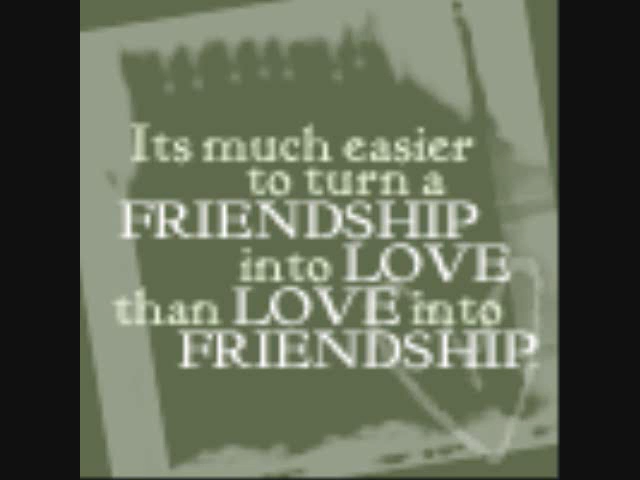 Its much easier
to turn a
FRIENDSHIP
into LOVE
than LOVE into
FRIENDSHIP.